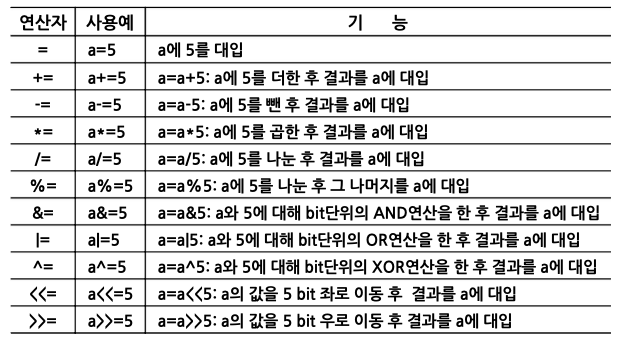 연산자 사용예 기 능
= a=5 a에 5를 대입
+= a+=5 a=a+5: a에 5를 더한 후 결과를 a에 대입
-= a-=5 a=a-5: a에 5를 뺀 후 결과를 a에 대입
*= a*=5 a=a*5: a에 5를 곱한 후 결과를 a에 대입
/= a/=5 a=a/5: a에 5를 나눈 후 결과를 a에 대입
%= a%=5 a=a%5: a에 5를 나눈 후 그 나머지를 a에 대입
&= a&=5 a=a&5: a와 5에 대해 bit단위의 AND연산을 한 후 결과를 a에 대입
|= a|=5 a=a|5: a와 5에 대해 bit단위의 OR연산을 한 후 결과를 a에 대입
^= a^=5 a=a^5: a와 5에 대해 bit단위의 XOR연산을 한 후 결과를 a에 대입
<<= a<<=5 a=a<<5: a의 값을 5 bit 좌로 이동 후 결과를 a에 대입
>>= a>>=5 a=a>>5: a의 값을 5 bit 우로 이동 후 결과를 a에 대입